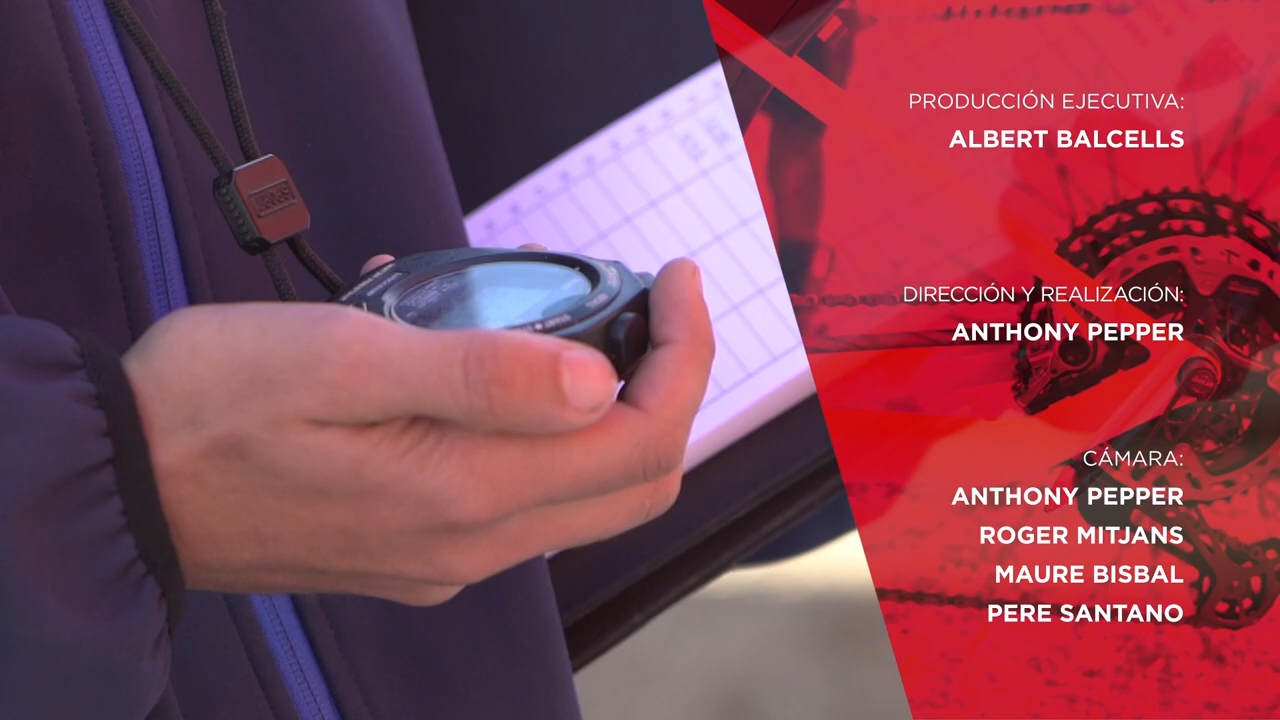 PRODUCCIÓN EJECUTIVA:
ALBERT BALCELLS
DIRECCIÓN Y REALIZACIÓN:
ANTHONY PEPPER
CÁMARA:
ANTHONY PEPPER
ROGER MITJANS
MAURE BISBAL
PERE SANTANO